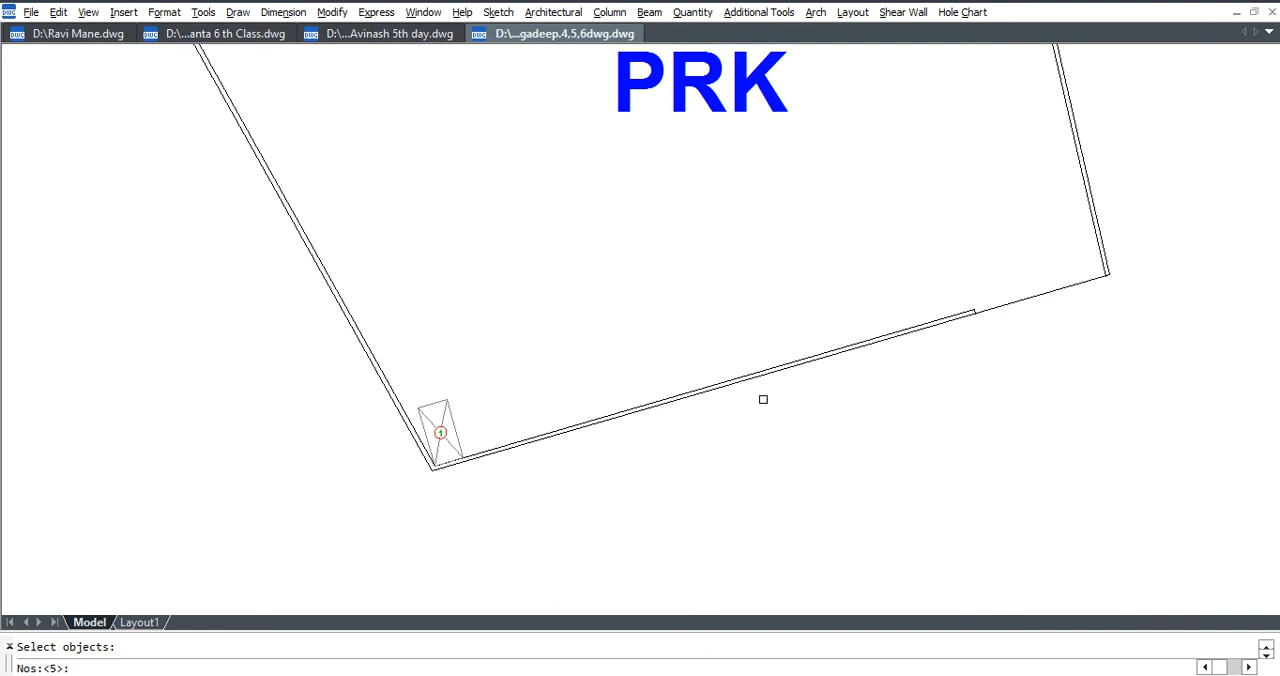 File Edit View Insert Format Tools Draw Dimension Modify Express Window Help Sketch Architectural Column Beam Quantity Additional Tools Arch Layout Shear Wall Hole Chart
D:\Ravi Mane.dwg D:\...anta 6 th Class.dwg D:\...Avinash 5th day.dwg D:\...gadeep.4,5,6dwg.dwg
PRK
1
Model Layout1
Select objects:
Nos:<5>: